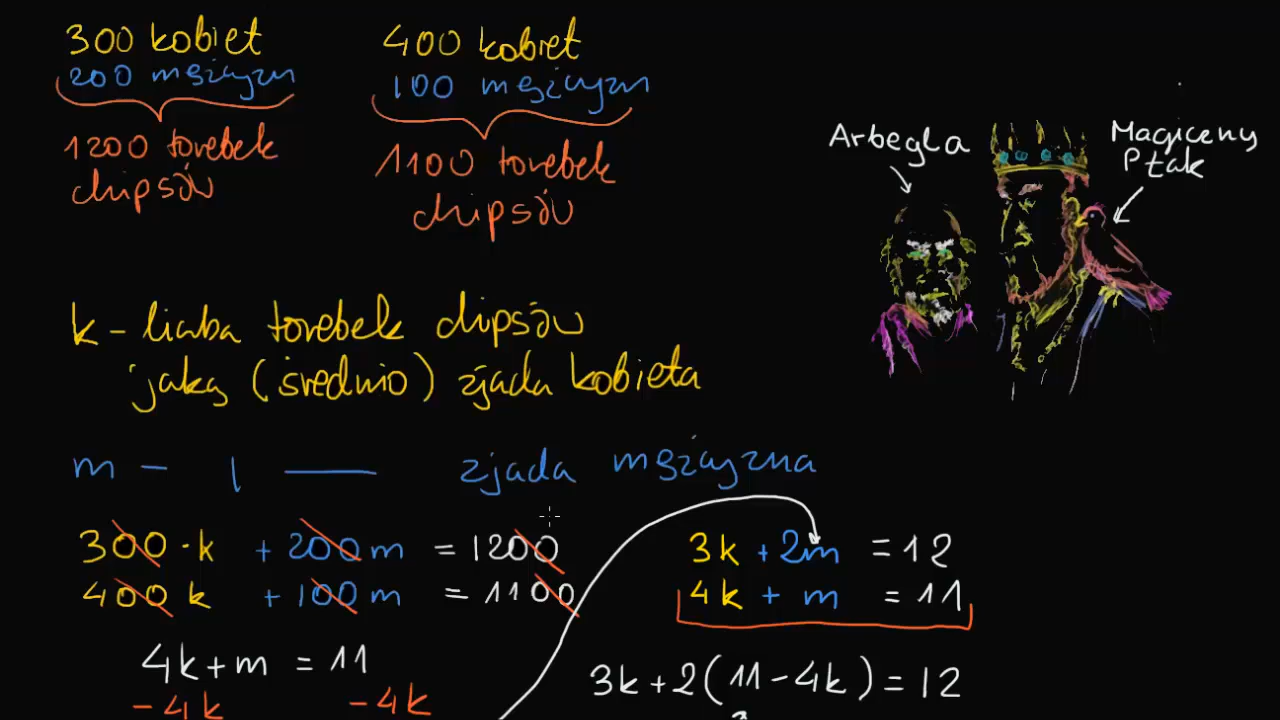 300 kobiet
200 mężczyzn
1200 torebek
chipsów
400 kobiet
100 mężczyzn
1100 torebek
chipsów
Arbegla
Magiczny
Ptak
k - liczba torebek chipsów
jaką (średnio) zjada kobieta
m - | — zjada mężczyzna
300 · k + 200 m = 1200
400 k + 100 m = 1100
3k + 2m = 12
4k + m = 11
4k + m = 11
-4k -4k
3k + 2(11 - 4k) = 12